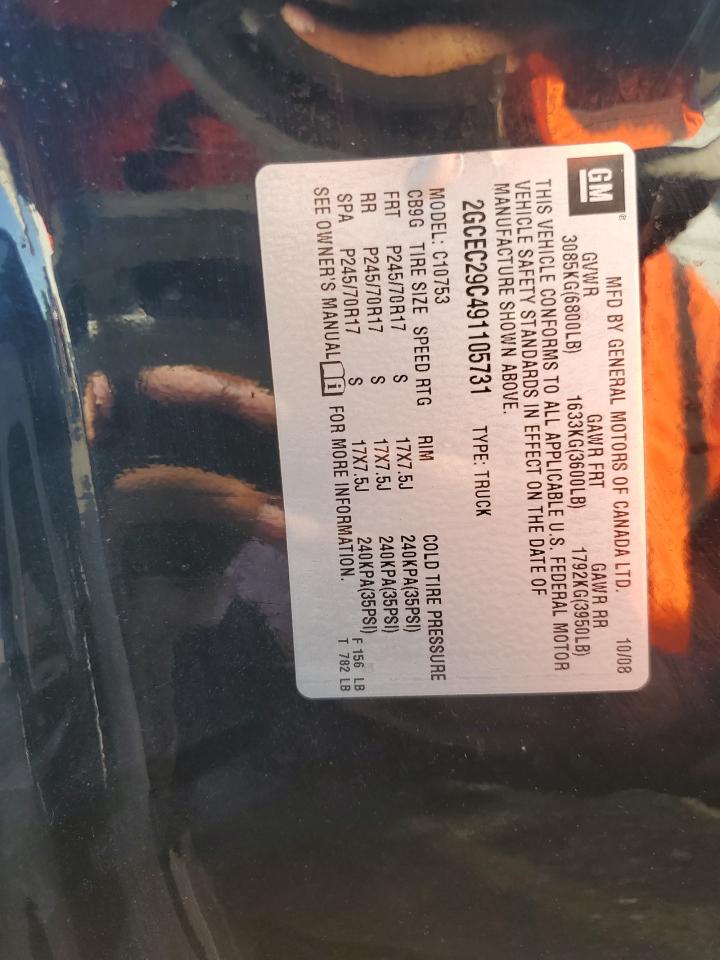 GM®
MFD BY GENERAL MOTORS OF CANADA LTD. 10/08
GVWR GAWR FRT GAWR RR
3085KG(6800LB) 1633KG(3600LB) 1792KG(3950LB)
THIS VEHICLE CONFORMS TO ALL APPLICABLE U.S. FEDERAL MOTOR
VEHICLE SAFETY STANDARDS IN EFFECT ON THE DATE OF
MANUFACTURE SHOWN ABOVE.
2GCEC29C491105731 TYPE: TRUCK
MODEL: C10753
CB9G TIRE SIZE SPEED RTG RIM COLD TIRE PRESSURE
FRT P245/70R17 S 17X7.5J 240KPA(35PSI)
RR P245/70R17 S 17X7.5J 240KPA(35PSI)
SPA P245/70R17 S 17X7.5J 240KPA(35PSI) F 156 LB
SEE OWNER'S MANUAL i FOR MORE INFORMATION. T 782 LB